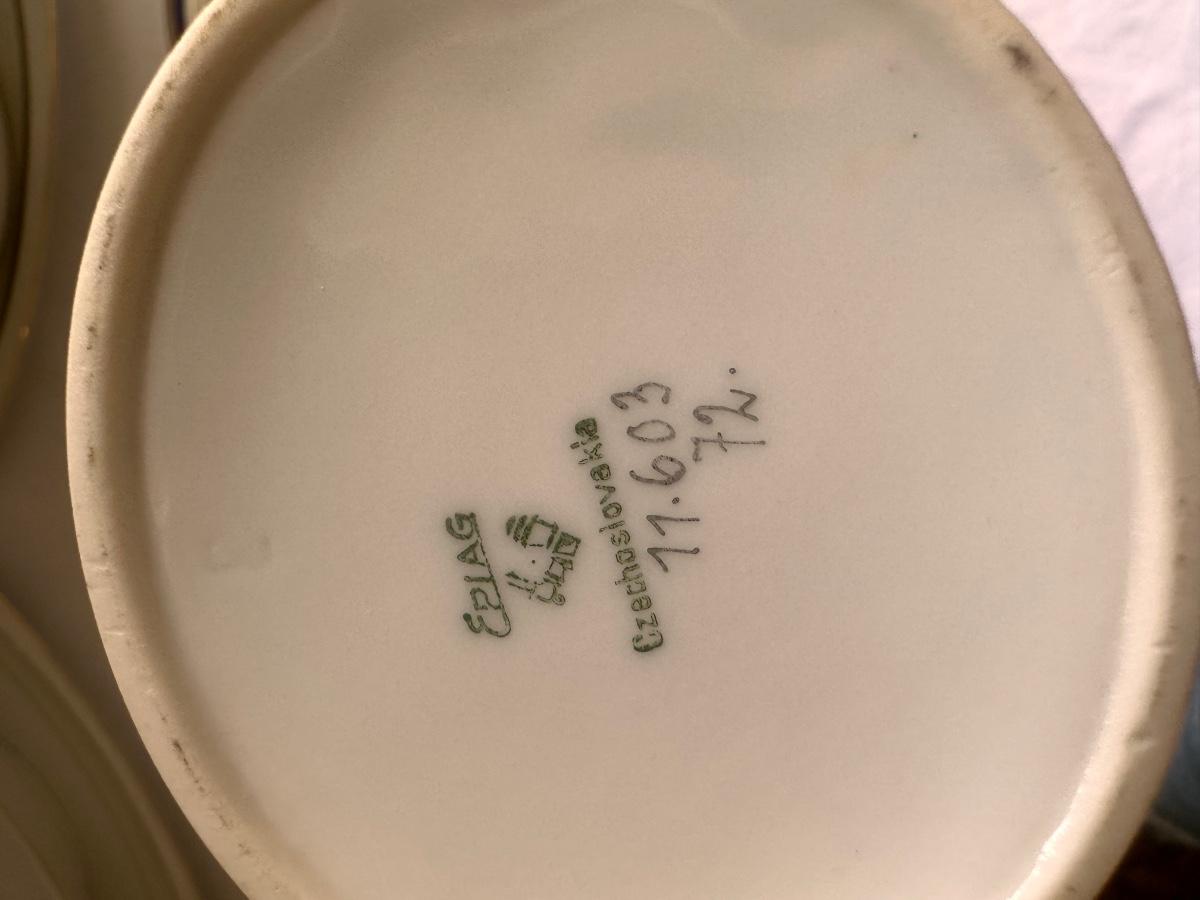 EPIAG
Czechoslovakia
11.603
72.